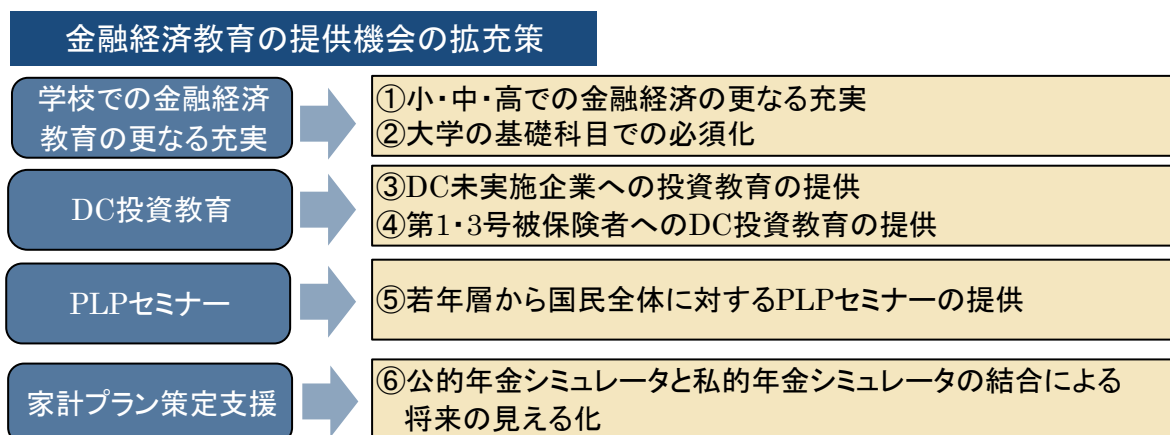 金融経済教育の提供機会の拡充策
学校での金融経済
教育の更なる充実
①小・中・高での金融経済の更なる充実
②大学の基礎科目での必須化
DC投資教育
③DC未実施企業への投資教育の提供
④第1・3号被保険者へのDC投資教育の提供
PLPセミナー
⑤若年層から国民全体に対するPLPセミナーの提供
家計プラン策定支援
⑥公的年金シミュレータと私的年金シミュレータの結合による
将来の見える化